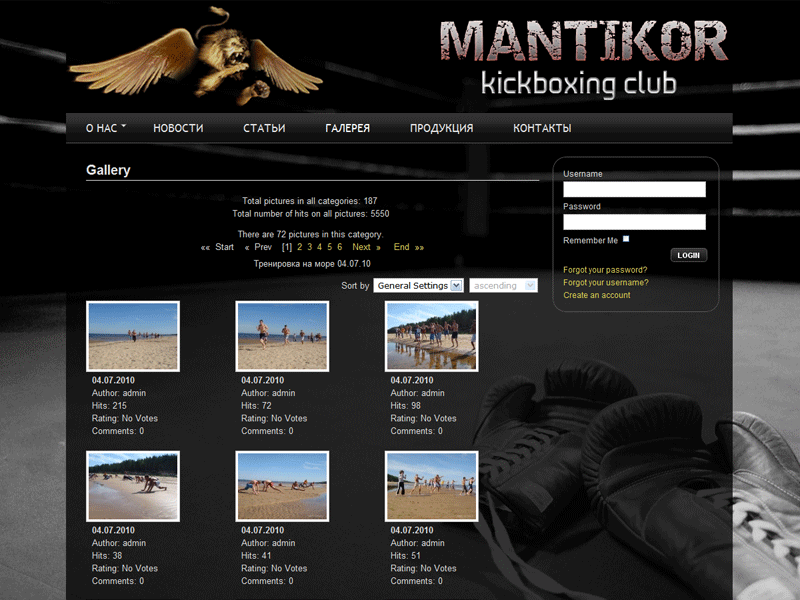 MANTIKOR
kickboxing club
О НАС НОВОСТИ СТАТЬИ ГАЛЕРЕЯ ПРОДУКЦИЯ КОНТАКТЫ
Gallery
Total pictures in all categories: 187
Total number of hits on all pictures: 5550
There are 72 pictures in this category.
«« Start « Prev [1] 2 3 4 5 6 Next » End »»
Тренировка на море 04.07.10
Sort by General Settings ascending
Username
Password
Remember Me
LOGIN
Forgot your password?
Forgot your username?
Create an account
04.07.2010 04.07.2010 04.07.2010
Author: admin Author: admin Author: admin
Hits: 215 Hits: 72 Hits: 98
Rating: No Votes Rating: No Votes Rating: No Votes
Comments: 0 Comments: 0 Comments: 0
04.07.2010 04.07.2010 04.07.2010
Author: admin Author: admin Author: admin
Hits: 38 Hits: 41 Hits: 51
Rating: No Votes Rating: No Votes Rating: No Votes
Comments: 0 Comments: 0 Comments: 0